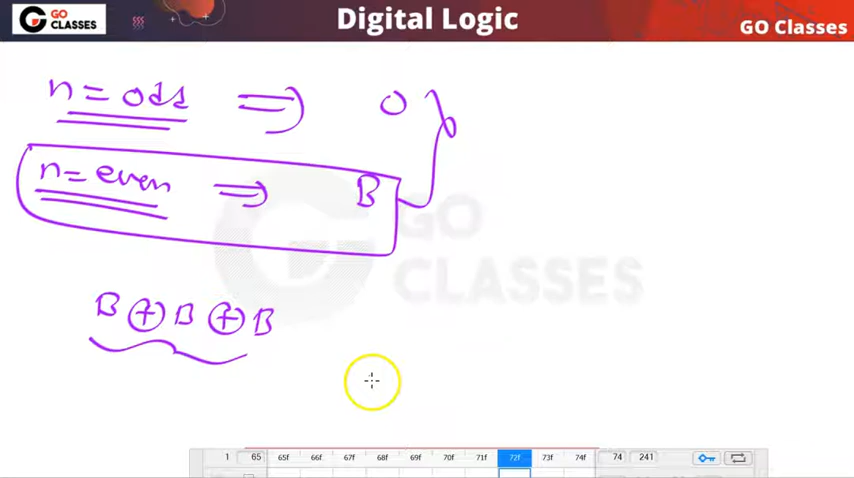 GO CLASSES
Digital Logic
GO Classes
n = odd ⇒ 0
n = even ⇒ B
GO CLASSES
B ⊕ B ⊕ B
1 65 65f 66f 67f 68f 69f 70f 71f 72f 73f 74f 74 241